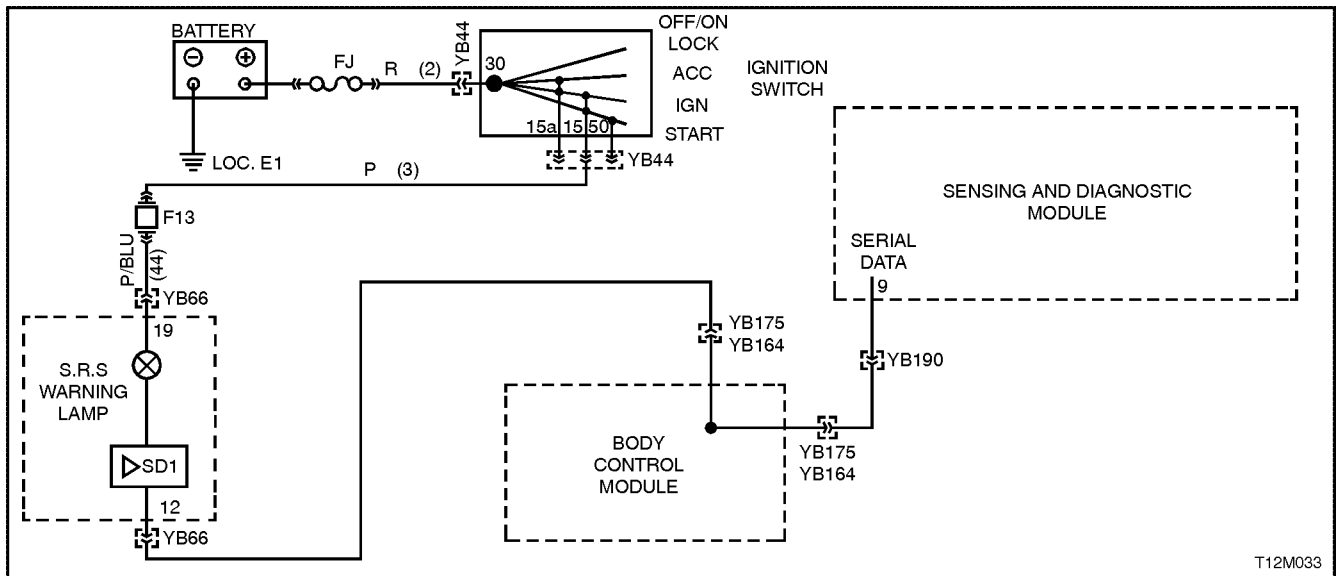 BATTERY
FJ
R
(2)
YB44
30
OFF/ON
LOCK
ACC
IGN
START
IGNITION
SWITCH
15a
15
50
YB44
LOC. E1
P
(3)
F13
P/BLU
(44)
YB66
19
S.R.S
WARNING
LAMP
SD1
12
YB66
YB175
YB164
BODY
CONTROL
MODULE
YB175
YB164
SENSING AND DIAGNOSTIC
MODULE
SERIAL
DATA
9
YB190
T12M033